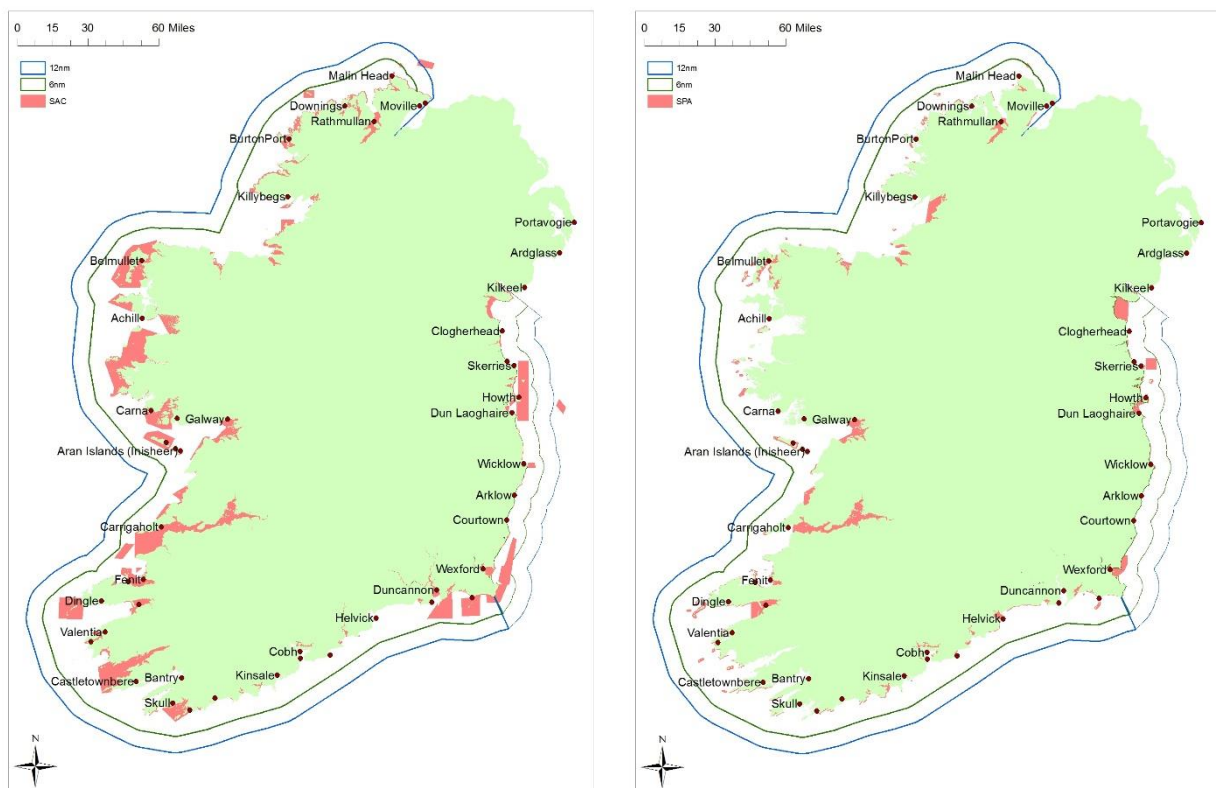 0 15 30 60 Miles
12nm
6nm
SAC
Malin Head
Downings
Moville
Rathmullan
BurtonPort
Killybegs
Portavogie
Ardglass
Belmullet
Kilkeel
Achill
Clogherhead
Skerries
Howth
Carna
Galway
Dun Laoghaire
Aran Islands (Inisheer)
Wicklow
Arklow
Courtown
Carrigaholt
Wexford
Fenit
Duncannon
Dingle
Helvick
Valentia
Cobh
Bantry
Kinsale
Castletownbere
Skull
N
0 15 30 60 Miles
12nm
6nm
SPA
Malin Head
Downings
Moville
Rathmullan
BurtonPort
Killybegs
Portavogie
Ardglass
Belmullet
Kilkeel
Achill
Clogherhead
Skerries
Howth
Carna
Galway
Dun Laoghaire
Aran Islands (Inisheer)
Wicklow
Arklow
Courtown
Carrigaholt
Wexford
Fenit
Duncannon
Dingle
Helvick
Valentia
Cobh
Bantry
Kinsale
Castletownbere
Skull
N